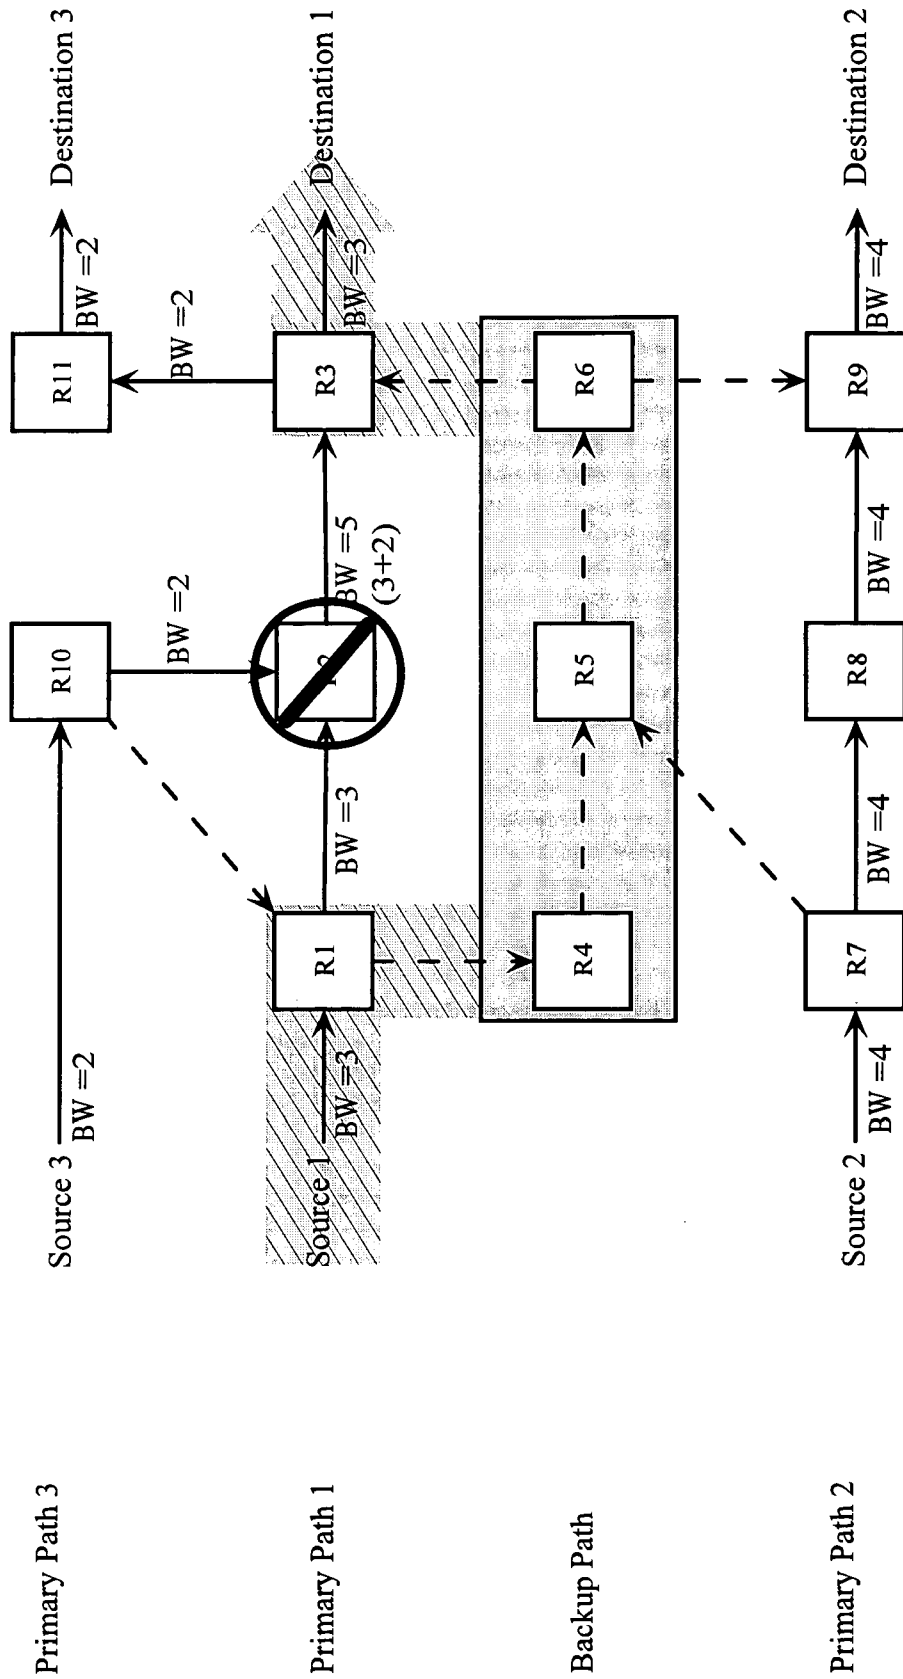 Primary Path 3
Source 3
BW =2
R10
BW =2
R11
BW =2
BW =2
Destination 3
Primary Path 1
Source 1
BW =3
R1
BW =3
BW =5
(3+2)
R3
BW =3
Destination 1
Backup Path
R4
R5
R6
Primary Path 2
Source 2
BW =4
R7
BW =4
R8
BW =4
R9
BW =4
Destination 2